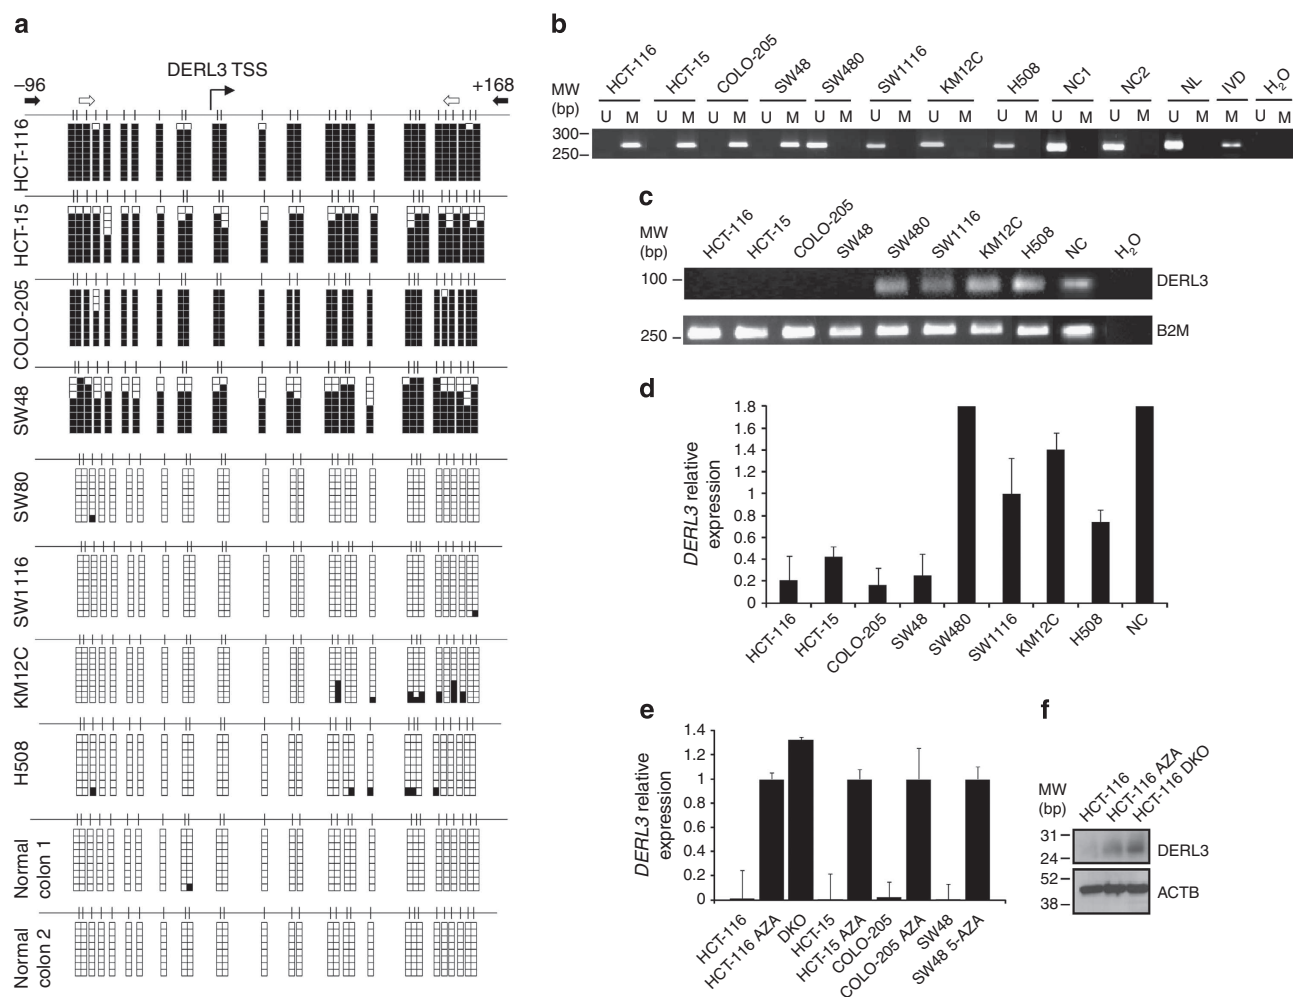 a
DERL3 TSS
–96
+168
HCT-116
HCT-15
COLO-205
SW48
SW80
SW1116
KM12C
H508
Normal
colon 1
Normal
colon 2
b
HCT-116
HCT-15
COLO-205
SW48
SW480
SW1116
KM12C
H508
NC1
NC2
NL
IVD
H2O
MW
(bp)
U M U M U M U M U M U M U M U M U M U M U M U M
300
250
c
HCT-116
HCT-15
COLO-205
SW48
SW480
SW1116
KM12C
H508
NC
H2O
MW
(bp)
100
DERL3
250
B2M
d
DERL3 relative
expression
1.8
1.6
1.4
1.2
1
0.8
0.6
0.4
0.2
0
HCT-116
HCT-15
COLO-205
SW48
SW480
SW1116
KM12C
H508
NC
e
DERL3 relative
expression
1.4
1.2
1
0.8
0.6
0.4
0.2
0
HCT-116
HCT-116 AZA
DKO
HCT-15
HCT-15 AZA
COLO-205
COLO-205 AZA
SW48
SW48 5-AZA
f
HCT-116
HCT-116 AZA
HCT-116 DKO
MW
(bp)
31
24
DERL3
52
38
ACTB